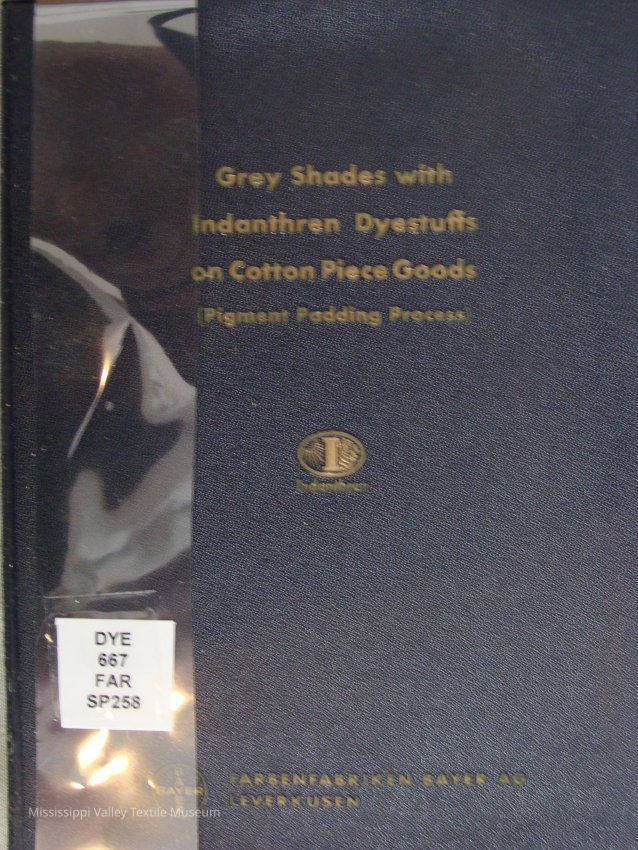 Grey Shades with
Indanthren Dyestuffs
on Cotton Piece Goods
(Pigment Padding Process)
I
Indanthren
DYE
667
FAR
SP258
BAYER
FARBENFABRIKEN BAYER AG
LEVERKUSEN
Mississippi Valley Textile Museum